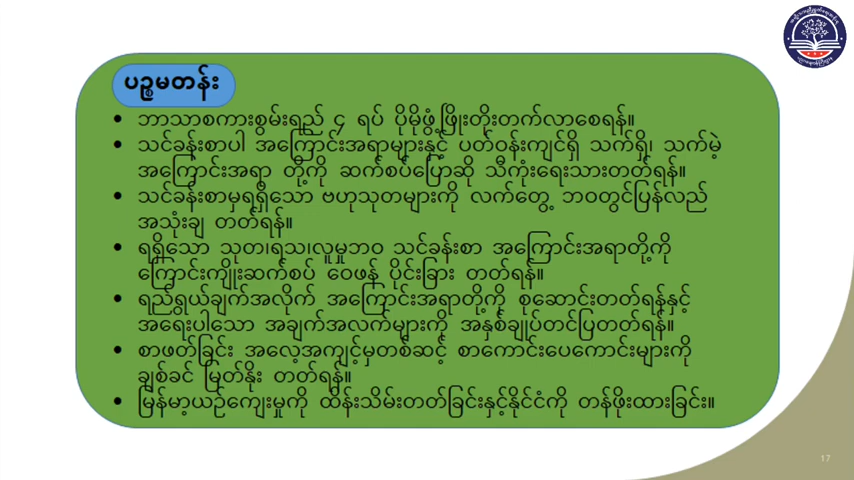 ပဉ္စမတန်း
• ဘာသာစကားစွမ်းရည် ၄ ရပ် ပိုမိုဖွံ့ဖြိုးတိုးတက်လာစေရန်။
• သင်ခန်းစာပါ အကြောင်းအရာများနှင့် ပတ်ဝန်းကျင်ရှိ သက်ရှိ၊ သက်မဲ့
အကြောင်းအရာ တို့ကို ဆက်စပ်ပြောဆို သီကုံးရေးသားတတ်ရန်။
• သင်ခန်းစာမှရရှိသော ဗဟုသုတများကို လက်တွေ့ ဘဝတွင်ပြန်လည်
အသုံးချ တတ်ရန်။
• ရရှိသော သုတ၊ရသ၊လူမှုဘဝ သင်ခန်းစာ အကြောင်းအရာတို့ကို
ကြောင်းကျိုးဆက်စပ် ဝေဖန် ပိုင်းခြား တတ်ရန်။
• ရည်ရွယ်ချက်အလိုက် အကြောင်းအရာတို့ကို စုဆောင်းတတ်ရန်နှင့်
အရေးပါသော အချက်အလက်များကို အနှစ်ချုပ်တင်ပြတတ်ရန်။
• စာဖတ်ခြင်း အလေ့အကျင့်မှတစ်ဆင့် စာကောင်းပေကောင်းများကို
ချစ်ခင် မြတ်နိုး တတ်ရန်။
• မြန်မာ့ယဉ်ကျေးမှုကို ထိန်းသိမ်းတတ်ခြင်းနှင့်နိုင်ငံကို တန်ဖိုးထားခြင်း။
17